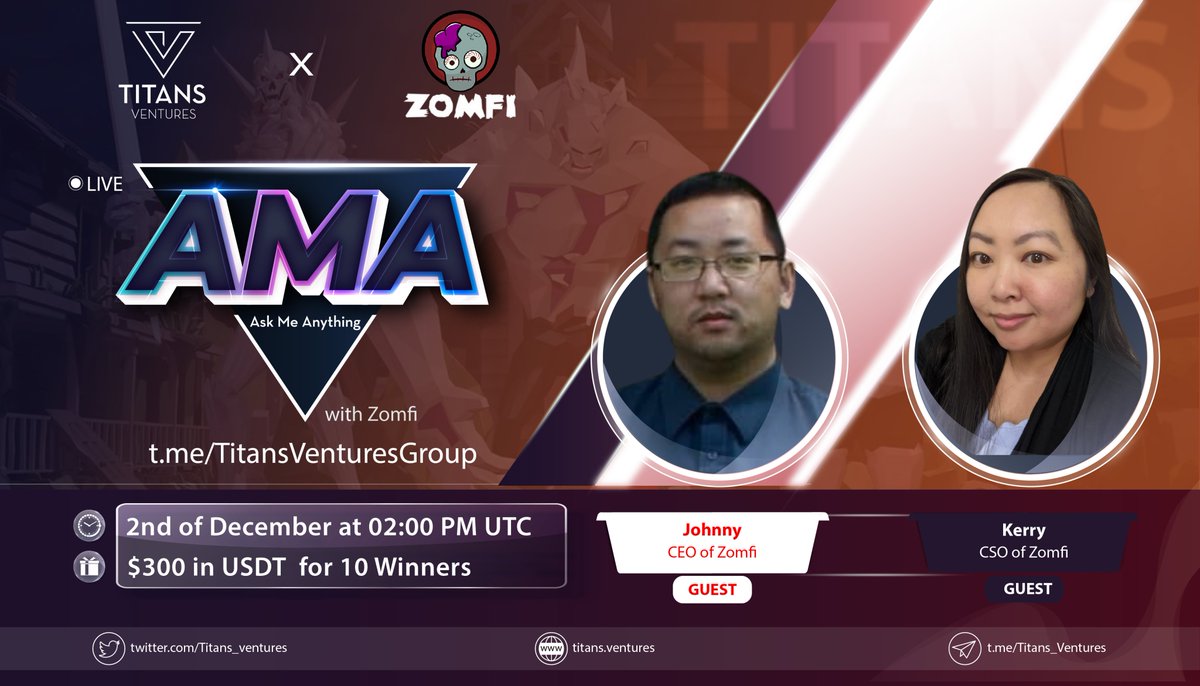 TITANS
VENTURES
X
ZOMFI
TITANS
LIVE
AMA
Ask Me Anything
with Zomfi
t.me/TitansVenturesGroup
2nd of December at 02:00 PM UTC
$300 in USDT for 10 Winners
Johnny
CEO of Zomfi
GUEST
Kerry
CSO of Zomfi
GUEST
twitter.com/Titans_ventures
www
titans.ventures
t.me/Titans_Ventures